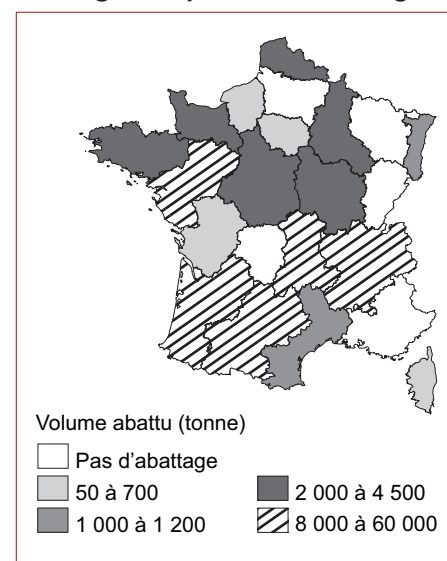 Volume abattu (tonne)
Pas d'abattage
50 à 700
1 000 à 1 200
2 000 à 4 500
8 000 à 60 000